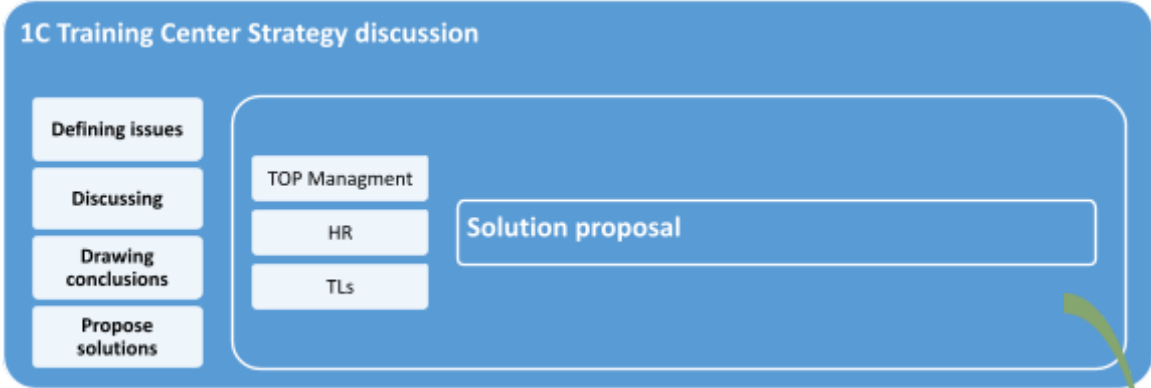 1C Training Center Strategy discussion
Defining issues
Discussing
Drawing
conclusions
Propose
solutions
TOP Managment
HR
TLs
Solution proposal